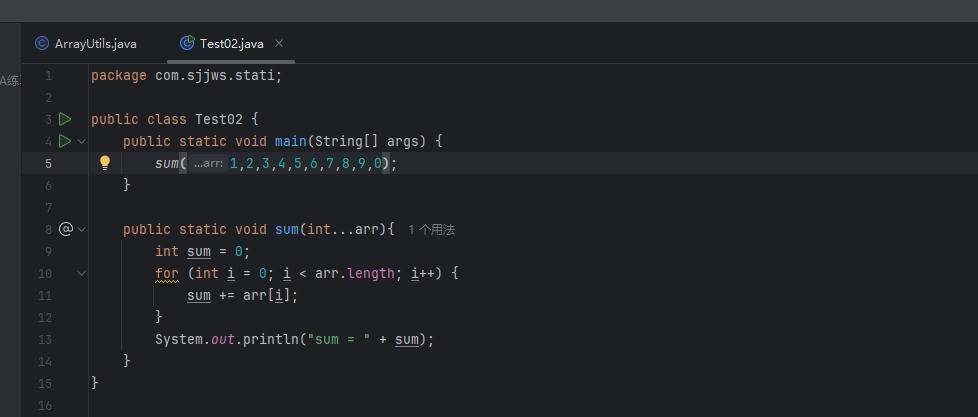 ArrayUtils.java Test02.java ×
1 package com.sjjws.stati;
2
A练
3 public class Test02 {
4 public static void main(String[] args) {
5 sum( ...arr: 1,2,3,4,5,6,7,8,9,0);
6 }
7
8 @ public static void sum(int...arr){ 1 个用法
9 int sum = 0;
10 for (int i = 0; i < arr.length; i++) {
11 sum += arr[i];
12 }
13 System.out.println("sum = " + sum);
14 }
15 }
16